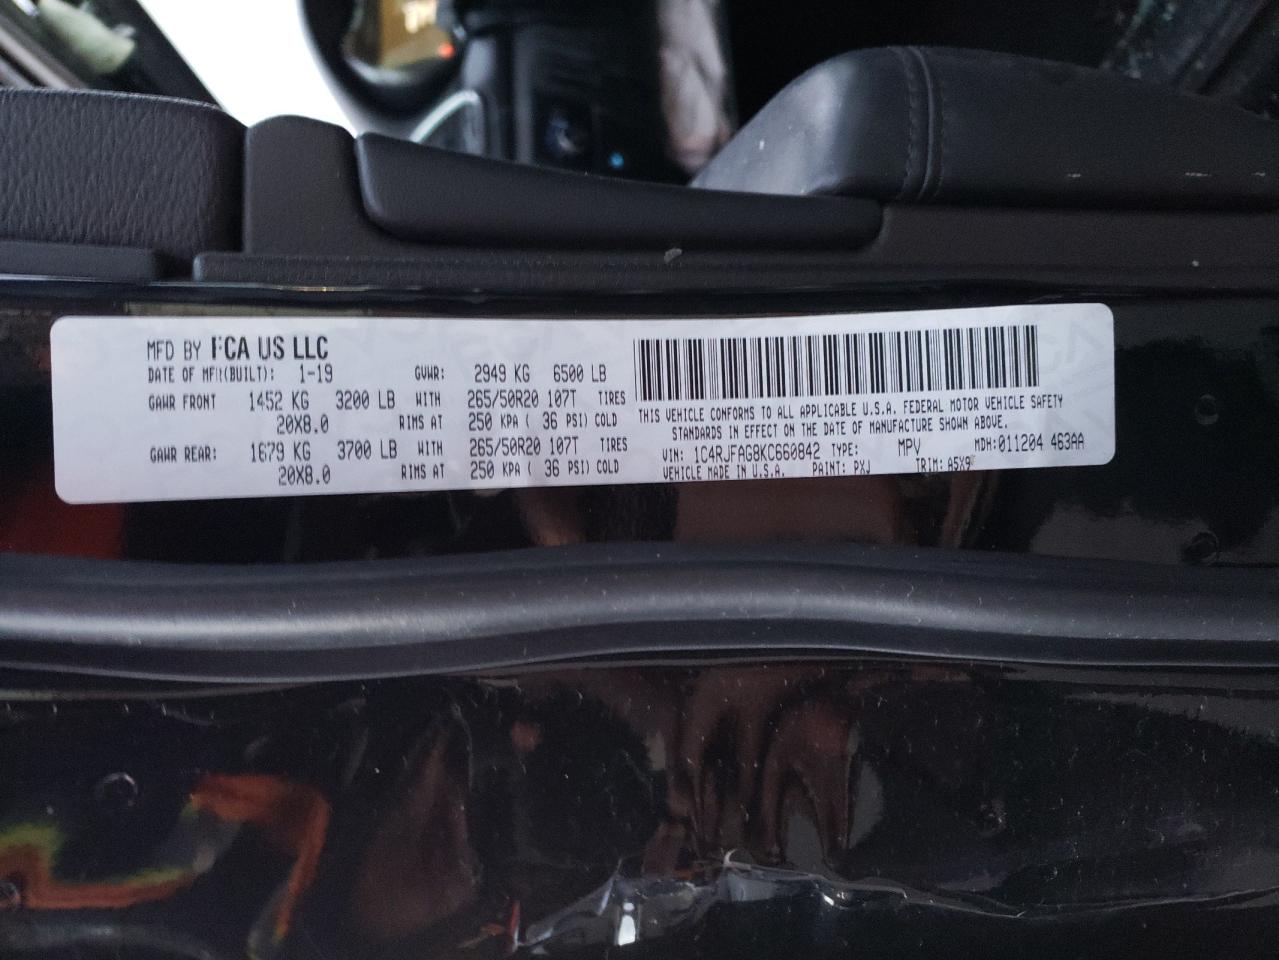 MFD BY FCA US LLC
DATE OF MFR(BUILT): 1-19 GVWR: 2949 KG 6500 LB
GAWR FRONT 1452 KG 3200 LB WITH 265/50R20 107T TIRES
20X8.0 RIMS AT 250 KPA ( 36 PSI) COLD
GAWR REAR: 1679 KG 3700 LB WITH 265/50R20 107T TIRES
20X8.0 RIMS AT 250 KPA ( 36 PSI) COLD
THIS VEHICLE CONFORMS TO ALL APPLICABLE U.S.A. FEDERAL MOTOR VEHICLE SAFETY
STANDARDS IN EFFECT ON THE DATE OF MANUFACTURE SHOWN ABOVE.
VIN: 1C4RJFAG8KC660842 TYPE: MPV MDH:011204 463AA
VEHICLE MADE IN U.S.A. PAINT: PXJ TRIM: A5X9